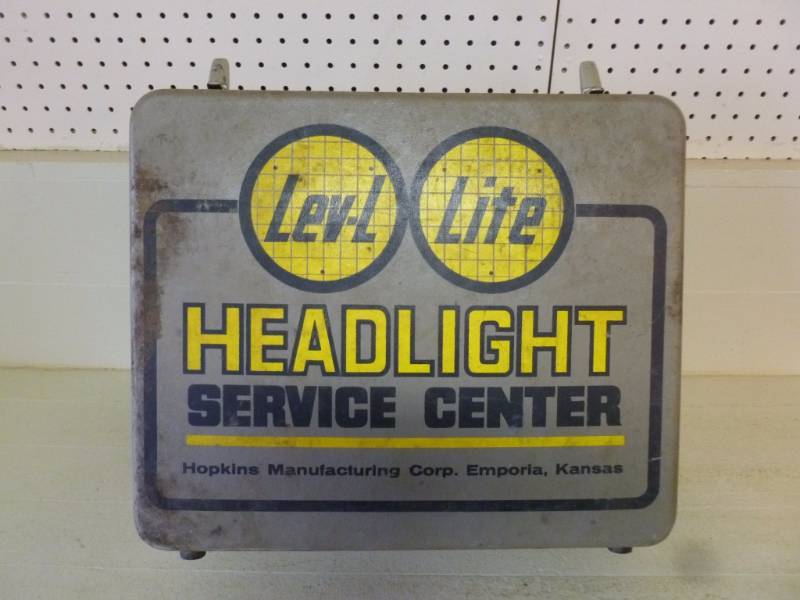 Lev-L Lite
HEADLIGHT
SERVICE CENTER
Hopkins Manufacturing Corp. Emporia, Kansas